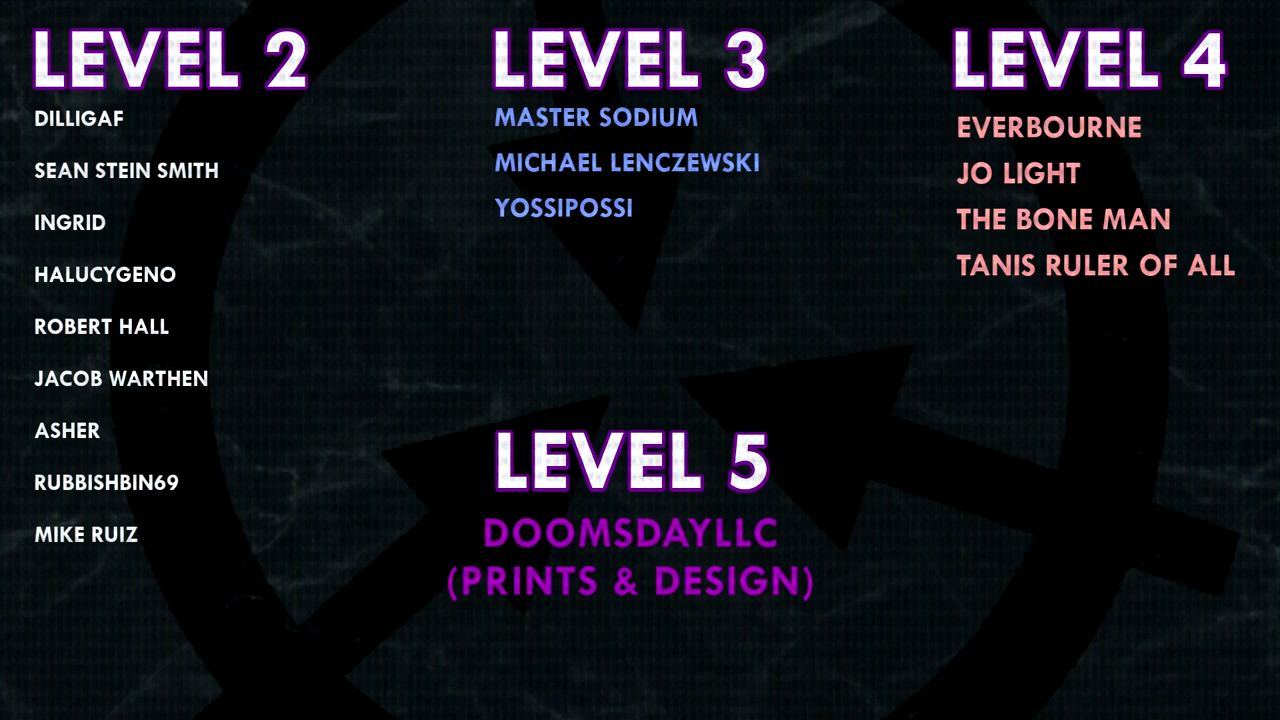 LEVEL 2
DILLIGAF
SEAN STEIN SMITH
INGRID
HALUCYGENO
ROBERT HALL
JACOB WARTHEN
ASHER
RUBBISHBIN69
MIKE RUIZ
LEVEL 3
MASTER SODIUM
MICHAEL LENCZEWSKI
YOSSIPOSSI
LEVEL 4
EVERBOURNE
JO LIGHT
THE BONE MAN
TANIS RULER OF ALL
LEVEL 5
DOOMSDAYLLC
(PRINTS & DESIGN)